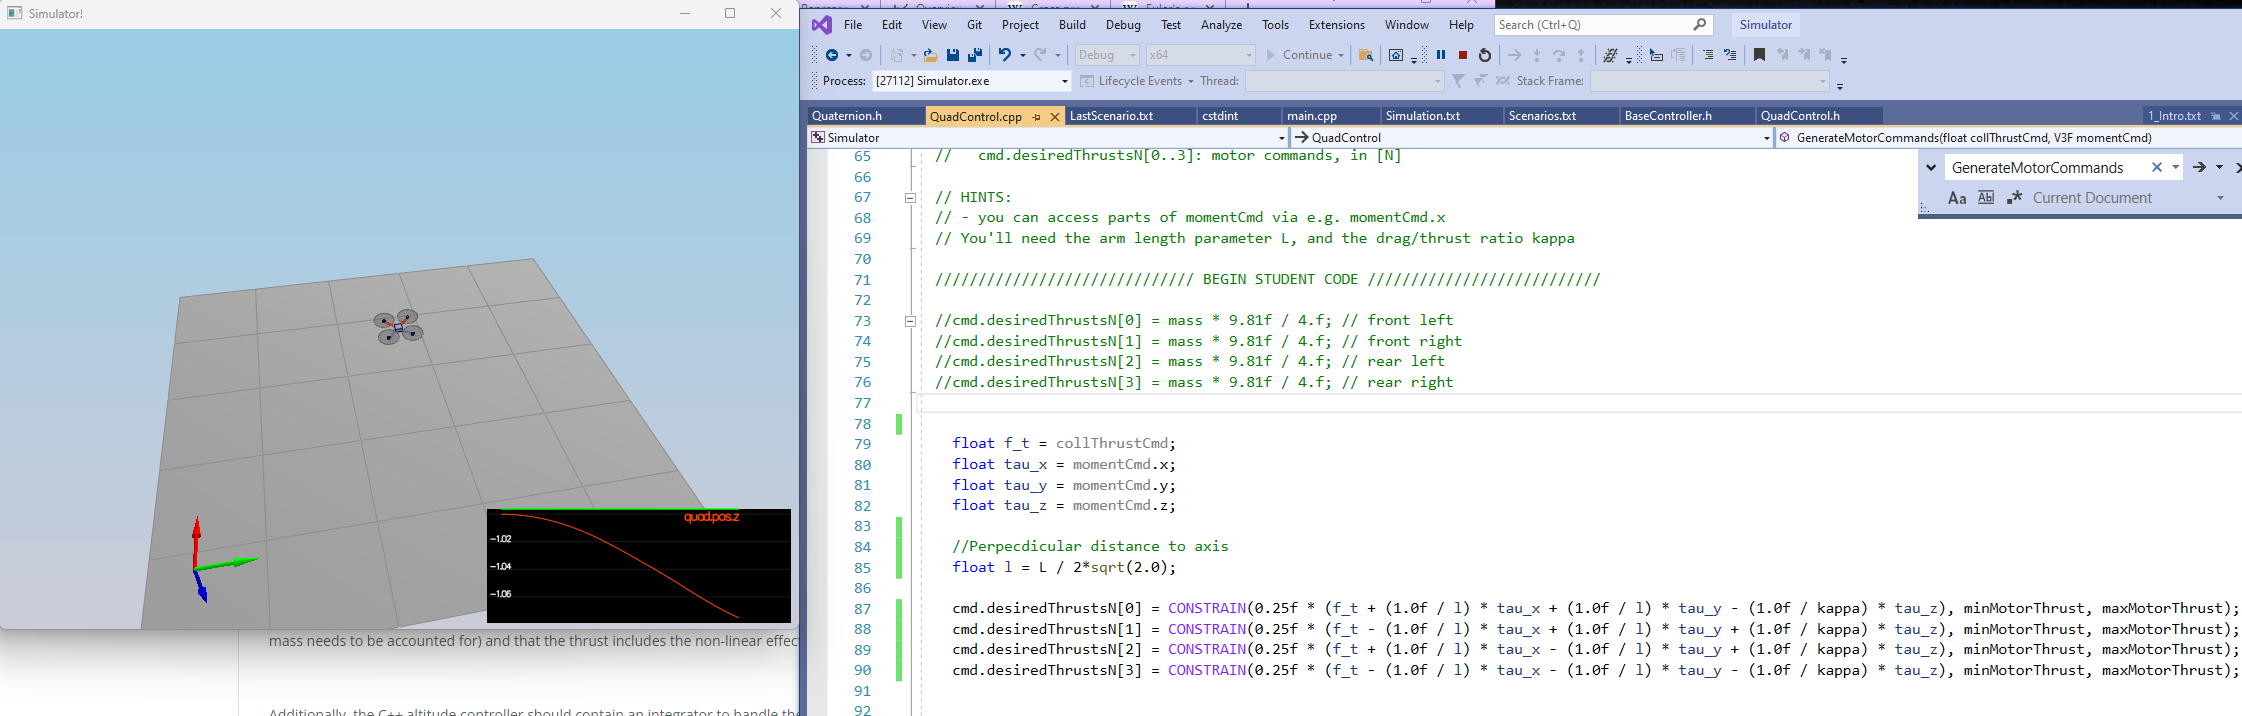 Simulator!
quad.pos.z
-1.02
-1.04
-1.06
mass needs to be accounted for) and that the thrust includes the non-linear effect
Additionally, the C++ altitude controller should contain an integrator to handle the
File Edit View Git Project Build Debug Test Analyze Tools Extensions Window Help Search (Ctrl+Q) Simulator
Debug x64 Continue
Process: [27112] Simulator.exe Lifecycle Events Thread: Stack Frame:
Quaternion.h QuadControl.cpp LastScenario.txt cstdint main.cpp Simulation.txt Scenarios.txt BaseController.h QuadControl.h 1_Intro.txt
Simulator QuadControl GenerateMotorCommands(float collThrustCmd, V3F momentCmd)
GenerateMotorCommands
Aa Ab .* Current Document
65 // cmd.desiredThrustsN[0..3]: motor commands, in [N]
66
67 // HINTS:
68 // - you can access parts of momentCmd via e.g. momentCmd.x
69 // You'll need the arm length parameter L, and the drag/thrust ratio kappa
70
71 ////////////////////////////// BEGIN STUDENT CODE ///////////////////////////
72
73 //cmd.desiredThrustsN[0] = mass * 9.81f / 4.f; // front left
74 //cmd.desiredThrustsN[1] = mass * 9.81f / 4.f; // front right
75 //cmd.desiredThrustsN[2] = mass * 9.81f / 4.f; // rear left
76 //cmd.desiredThrustsN[3] = mass * 9.81f / 4.f; // rear right
77
78
79 float f_t = collThrustCmd;
80 float tau_x = momentCmd.x;
81 float tau_y = momentCmd.y;
82 float tau_z = momentCmd.z;
83
84 //Perpecdicular distance to axis
85 float l = L / 2*sqrt(2.0);
86
87 cmd.desiredThrustsN[0] = CONSTRAIN(0.25f * (f_t + (1.0f / l) * tau_x + (1.0f / l) * tau_y - (1.0f / kappa) * tau_z), minMotorThrust, maxMotorThrust);
88 cmd.desiredThrustsN[1] = CONSTRAIN(0.25f * (f_t - (1.0f / l) * tau_x + (1.0f / l) * tau_y + (1.0f / kappa) * tau_z), minMotorThrust, maxMotorThrust);
89 cmd.desiredThrustsN[2] = CONSTRAIN(0.25f * (f_t + (1.0f / l) * tau_x - (1.0f / l) * tau_y + (1.0f / kappa) * tau_z), minMotorThrust, maxMotorThrust);
90 cmd.desiredThrustsN[3] = CONSTRAIN(0.25f * (f_t - (1.0f / l) * tau_x - (1.0f / l) * tau_y - (1.0f / kappa) * tau_z), minMotorThrust, maxMotorThrust);
91
92